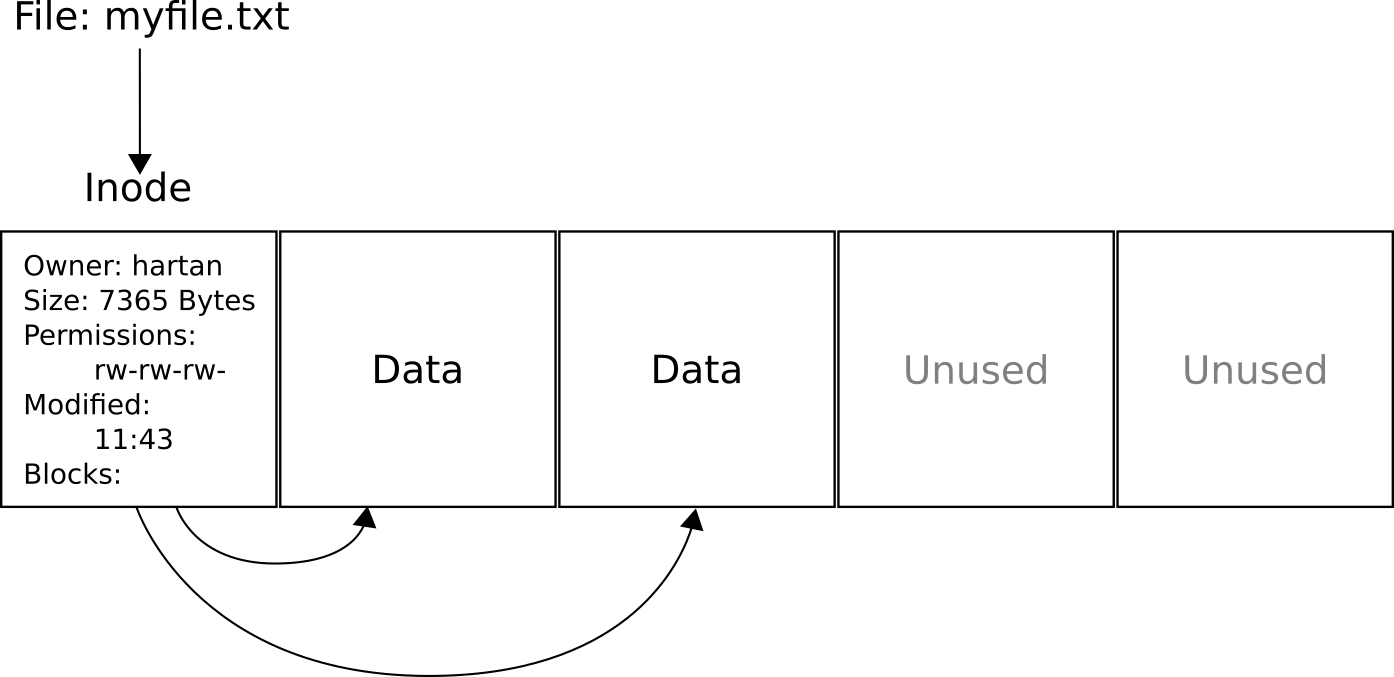 File: myfile.txt
Inode
Owner: hartan
Size: 7365 Bytes
Permissions:
rw-rw-rw-
Modified:
11:43
Blocks:
Data
Data
Unused
Unused